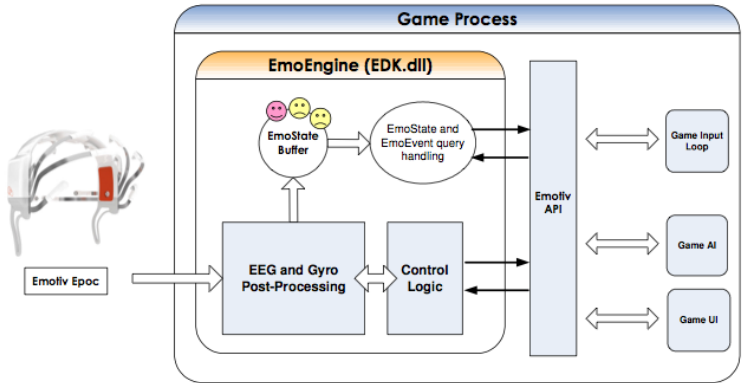 Game Process
EmoEngine (EDK.dll)
EmoState
Buffer
EmoState and
EmoEvent query
handling
Emotiv
API
Game Input
Loop
Emotiv Epoc
EEG and Gyro
Post-Processing
Control
Logic
Game AI
Game UI